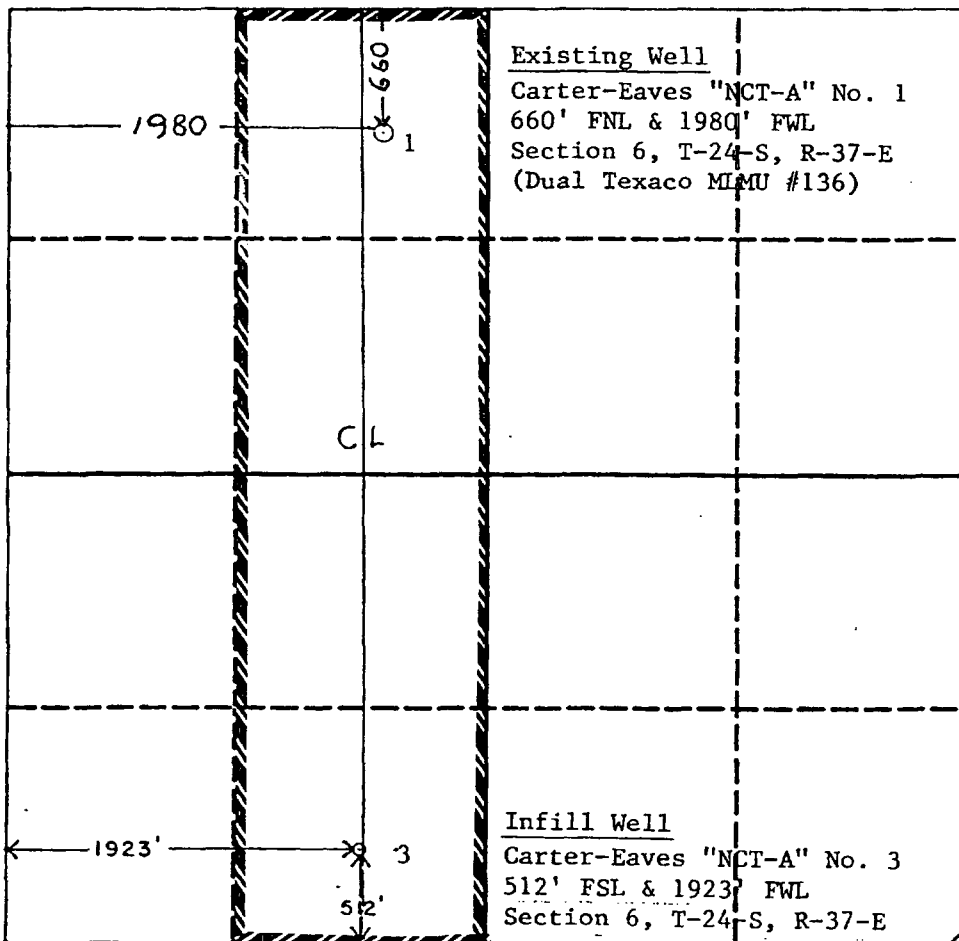 660
Existing Well
Carter-Eaves "NCT-A" No. 1
660' FNL & 1980' FWL
Section 6, T-24-S, R-37-E
(Dual Texaco MLMU #136)
1980
1
C L
Infill Well
Carter-Eaves "NCT-A" No. 3
512' FSL & 1923' FWL
Section 6, T-24-S, R-37-E
1923'
3
512'